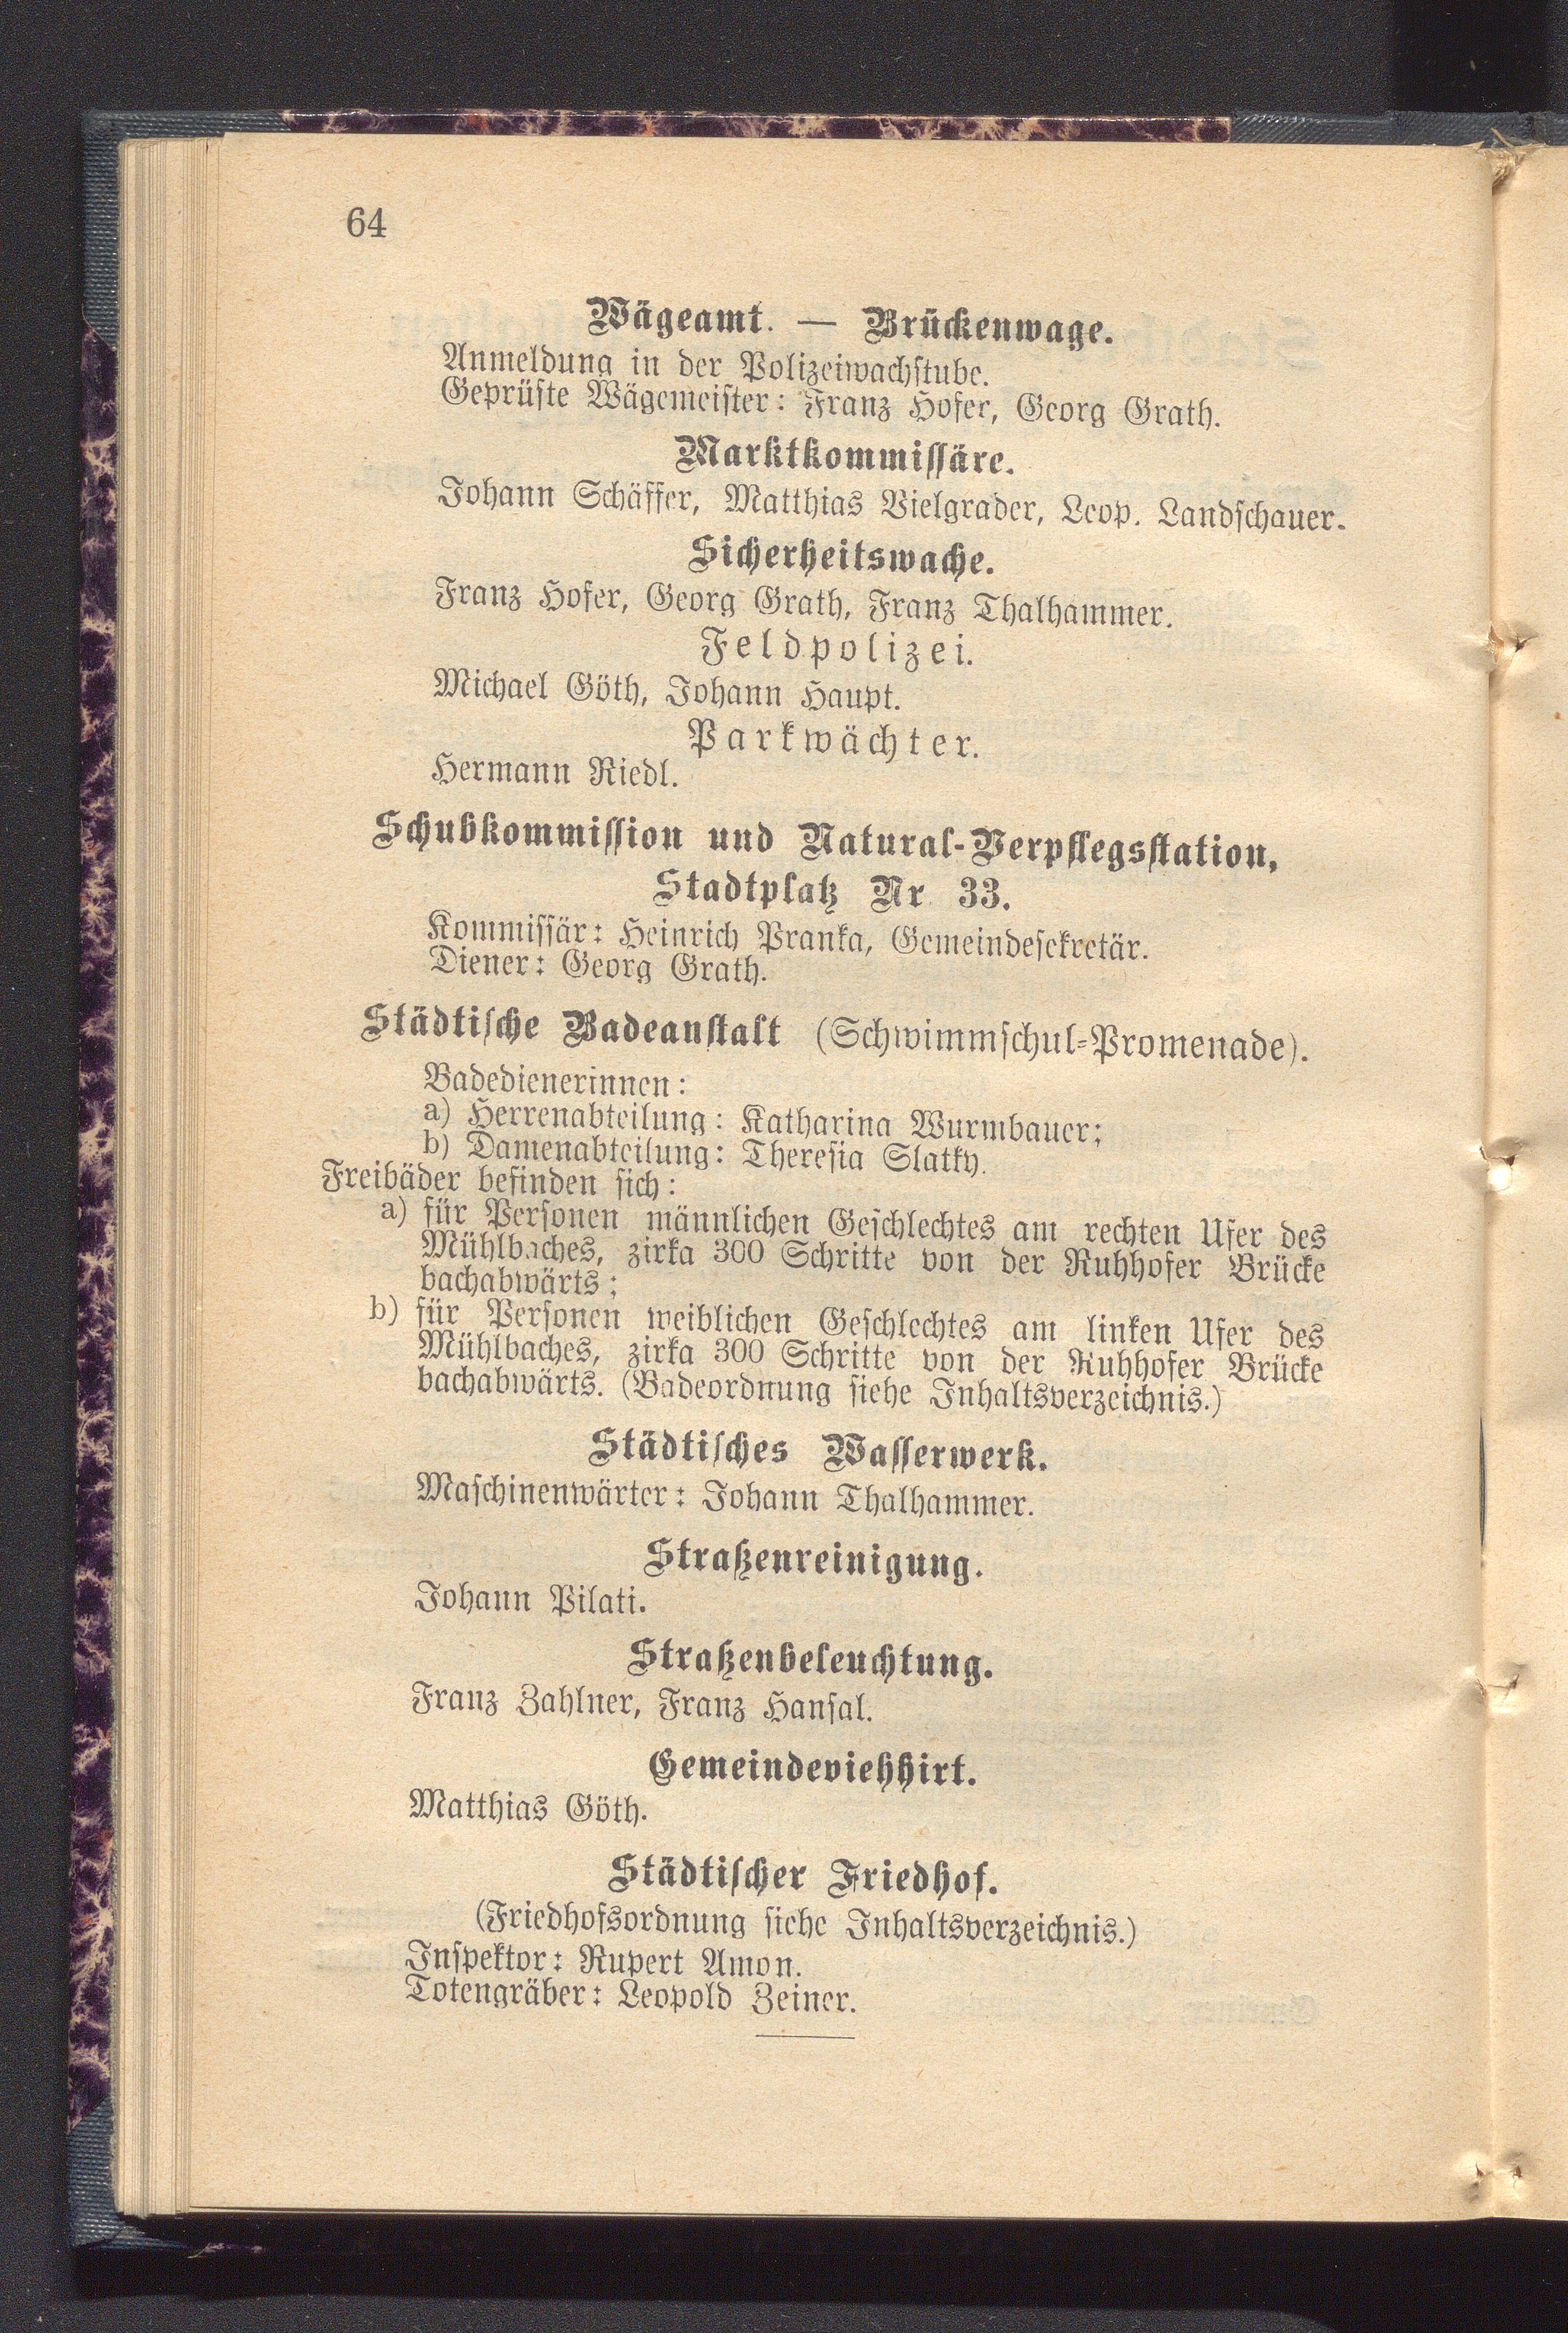 64
Wägeamt. — Brückenwage.
Anmeldung in der Polizeiwachstube.
Geprüfte Wägemeister: Franz Hofer, Georg Grath.
Marktkommissäre.
Johann Schäffer, Matthias Vielgrader, Leop. Landschauer.
Sicherheitswache.
Franz Hofer, Georg Grath, Franz Thalhammer.
Feldpolizei.
Michael Göth, Johann Haupt.
Parkwächter.
Hermann Riedl.
Schubkommission und Natural-Verpflegsstation,
Stadtplatz Nr 33.
Kommissär: Heinrich Pranka, Gemeindesekretär.
Diener: Georg Grath.
Städtische Badeanstalt (Schwimmschul-Promenade).
Badedienerinnen:
a) Herrenabteilung: Katharina Wurmbauer;
b) Damenabteilung: Theresia Slatky.
Freibäder befinden sich:
a) für Personen männlichen Geschlechtes am rechten Ufer des
Mühlbaches, zirka 300 Schritte von der Ruhhofer Brücke
bachabwärts;
b) für Personen weiblichen Geschlechtes am linken Ufer des
Mühlbaches, zirka 300 Schritte von der Ruhhofer Brücke
bachabwärts. (Badeordnung siehe Inhaltsverzeichnis.)
Städtisches Wasserwerk.
Maschinenwärter: Johann Thalhammer.
Straßenreinigung.
Johann Pilati.
Straßenbeleuchtung.
Franz Zahlner, Franz Hansal.
Gemeindeviehhirt.
Matthias Göth.
Städtischer Friedhof.
(Friedhofsordnung siehe Inhaltsverzeichnis.)
Inspektor: Rupert Amon.
Totengräber: Leopold Zeiner.